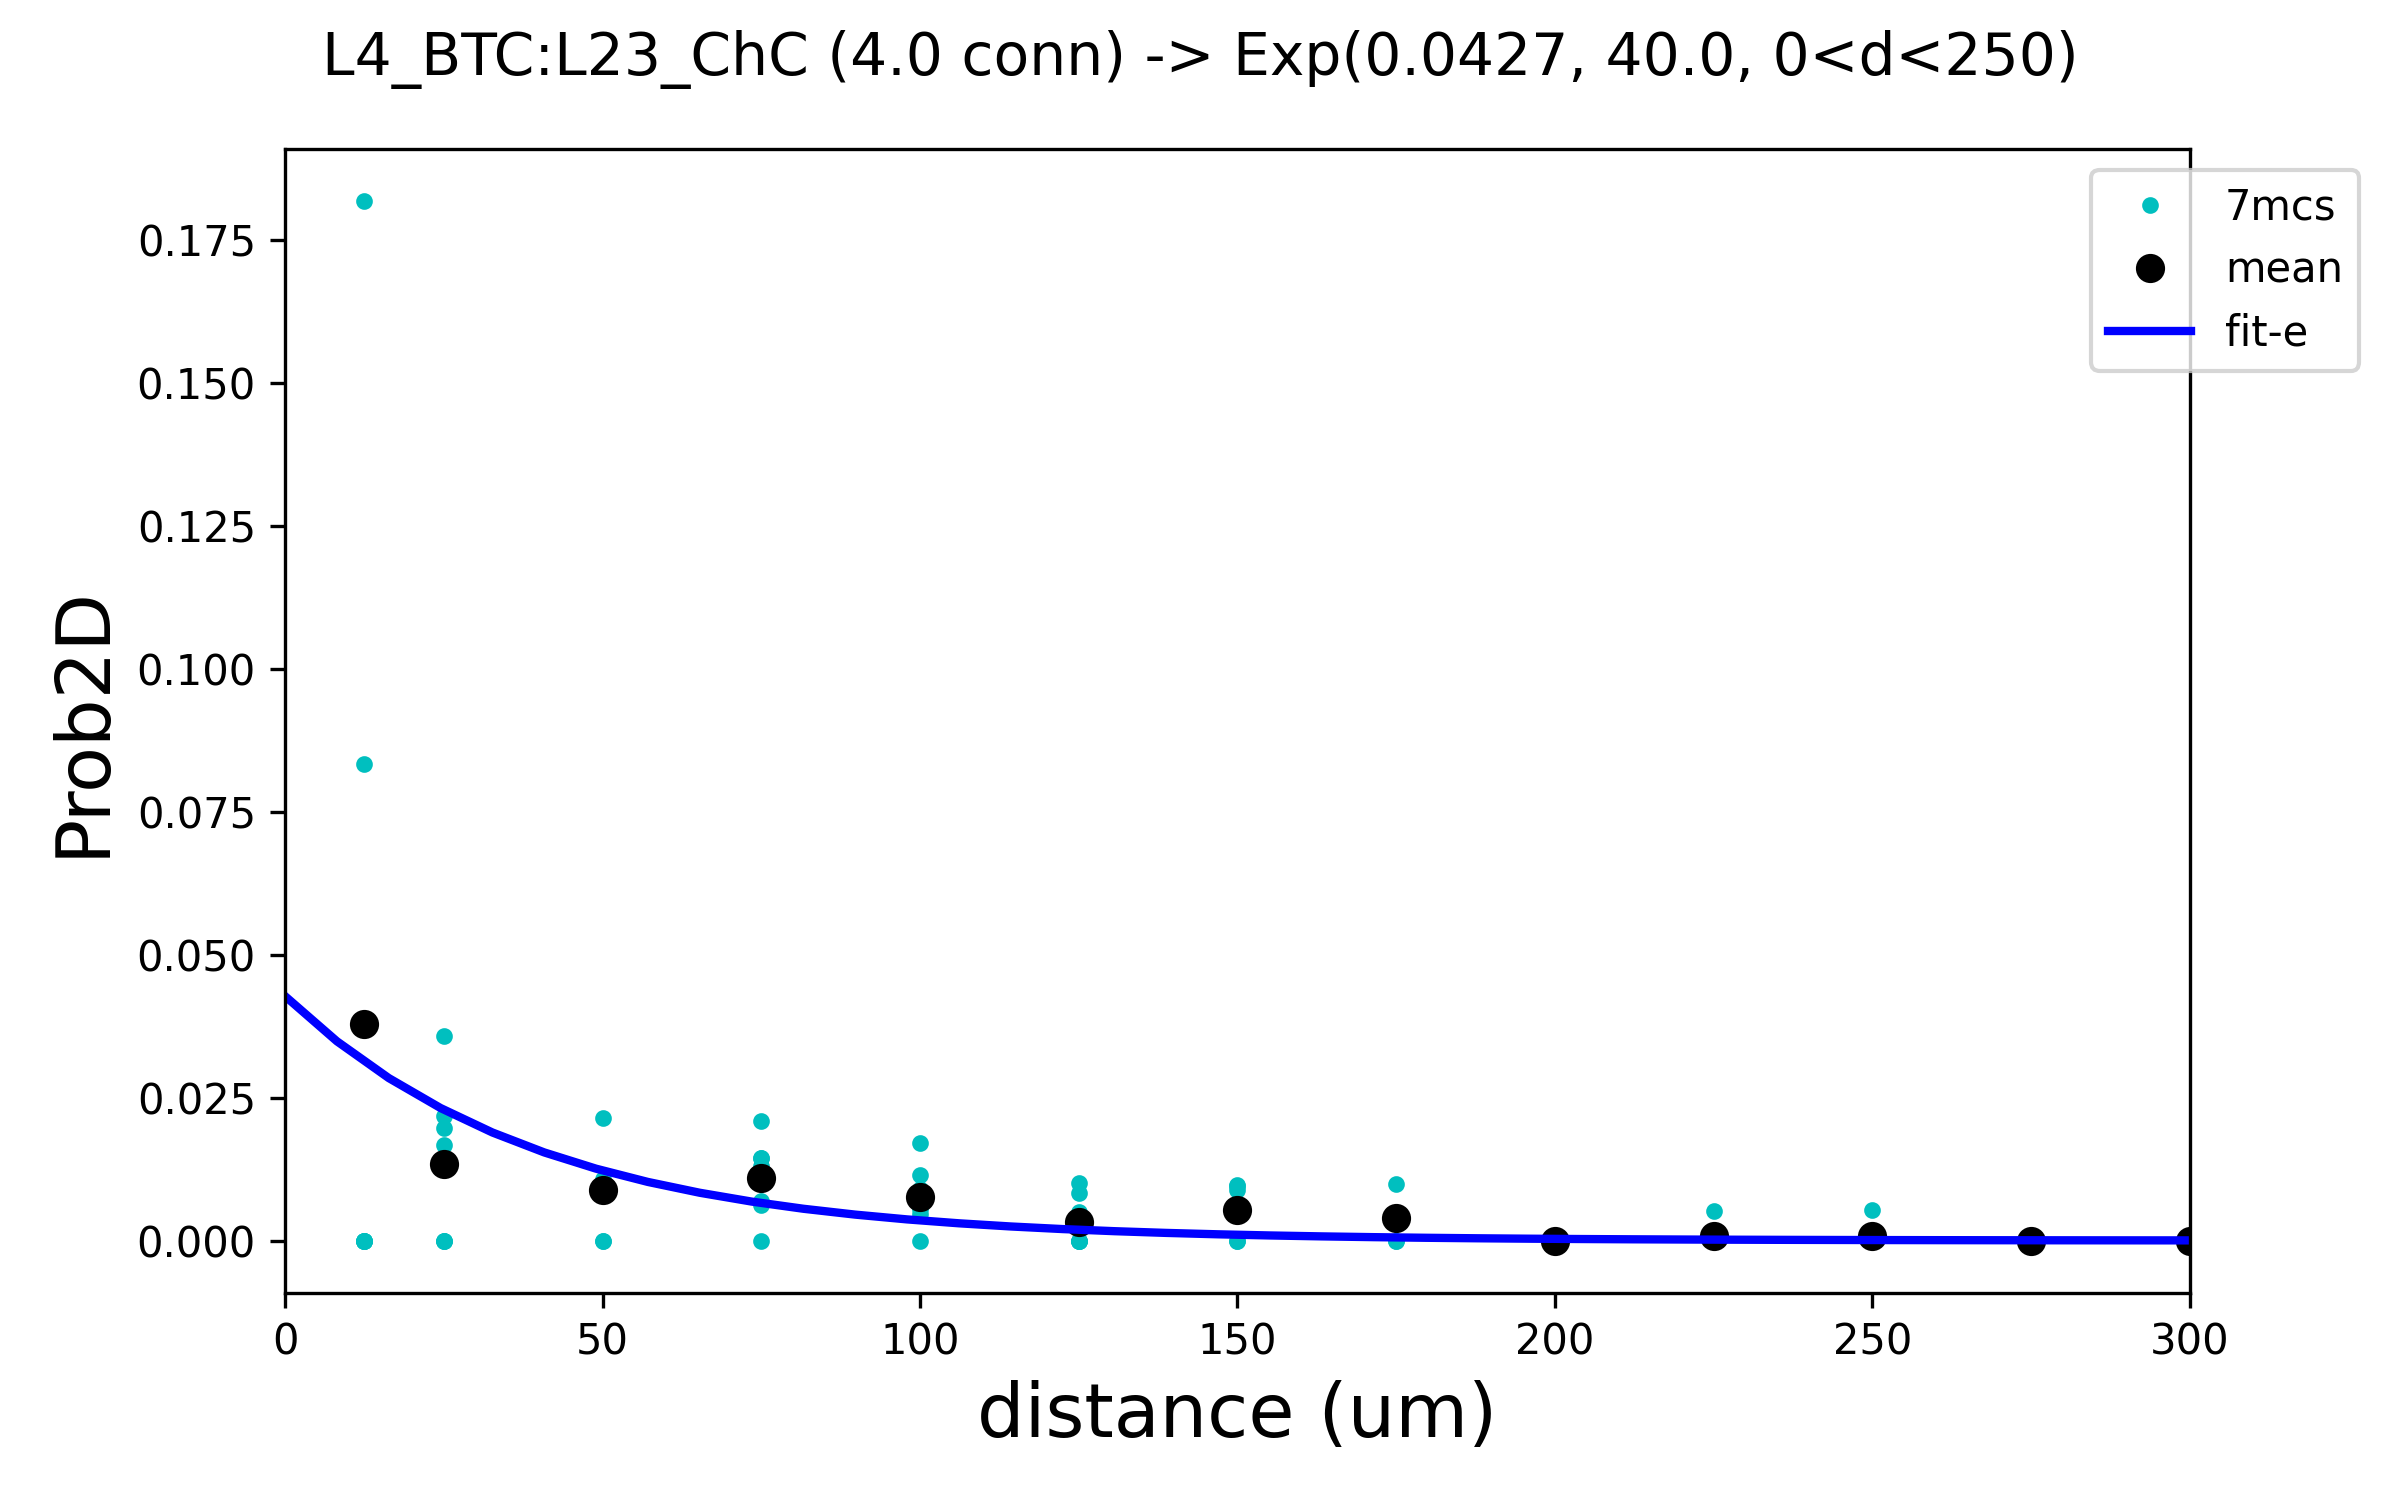 L4_BTC:L23_ChC (4.0 conn) -> Exp(0.0427, 40.0, 0<d<250)
7mcs
mean
fit-e
Prob2D
0.175
0.150
0.125
0.100
0.075
0.050
0.025
0.000
0 50 100 150 200 250 300
distance (um)